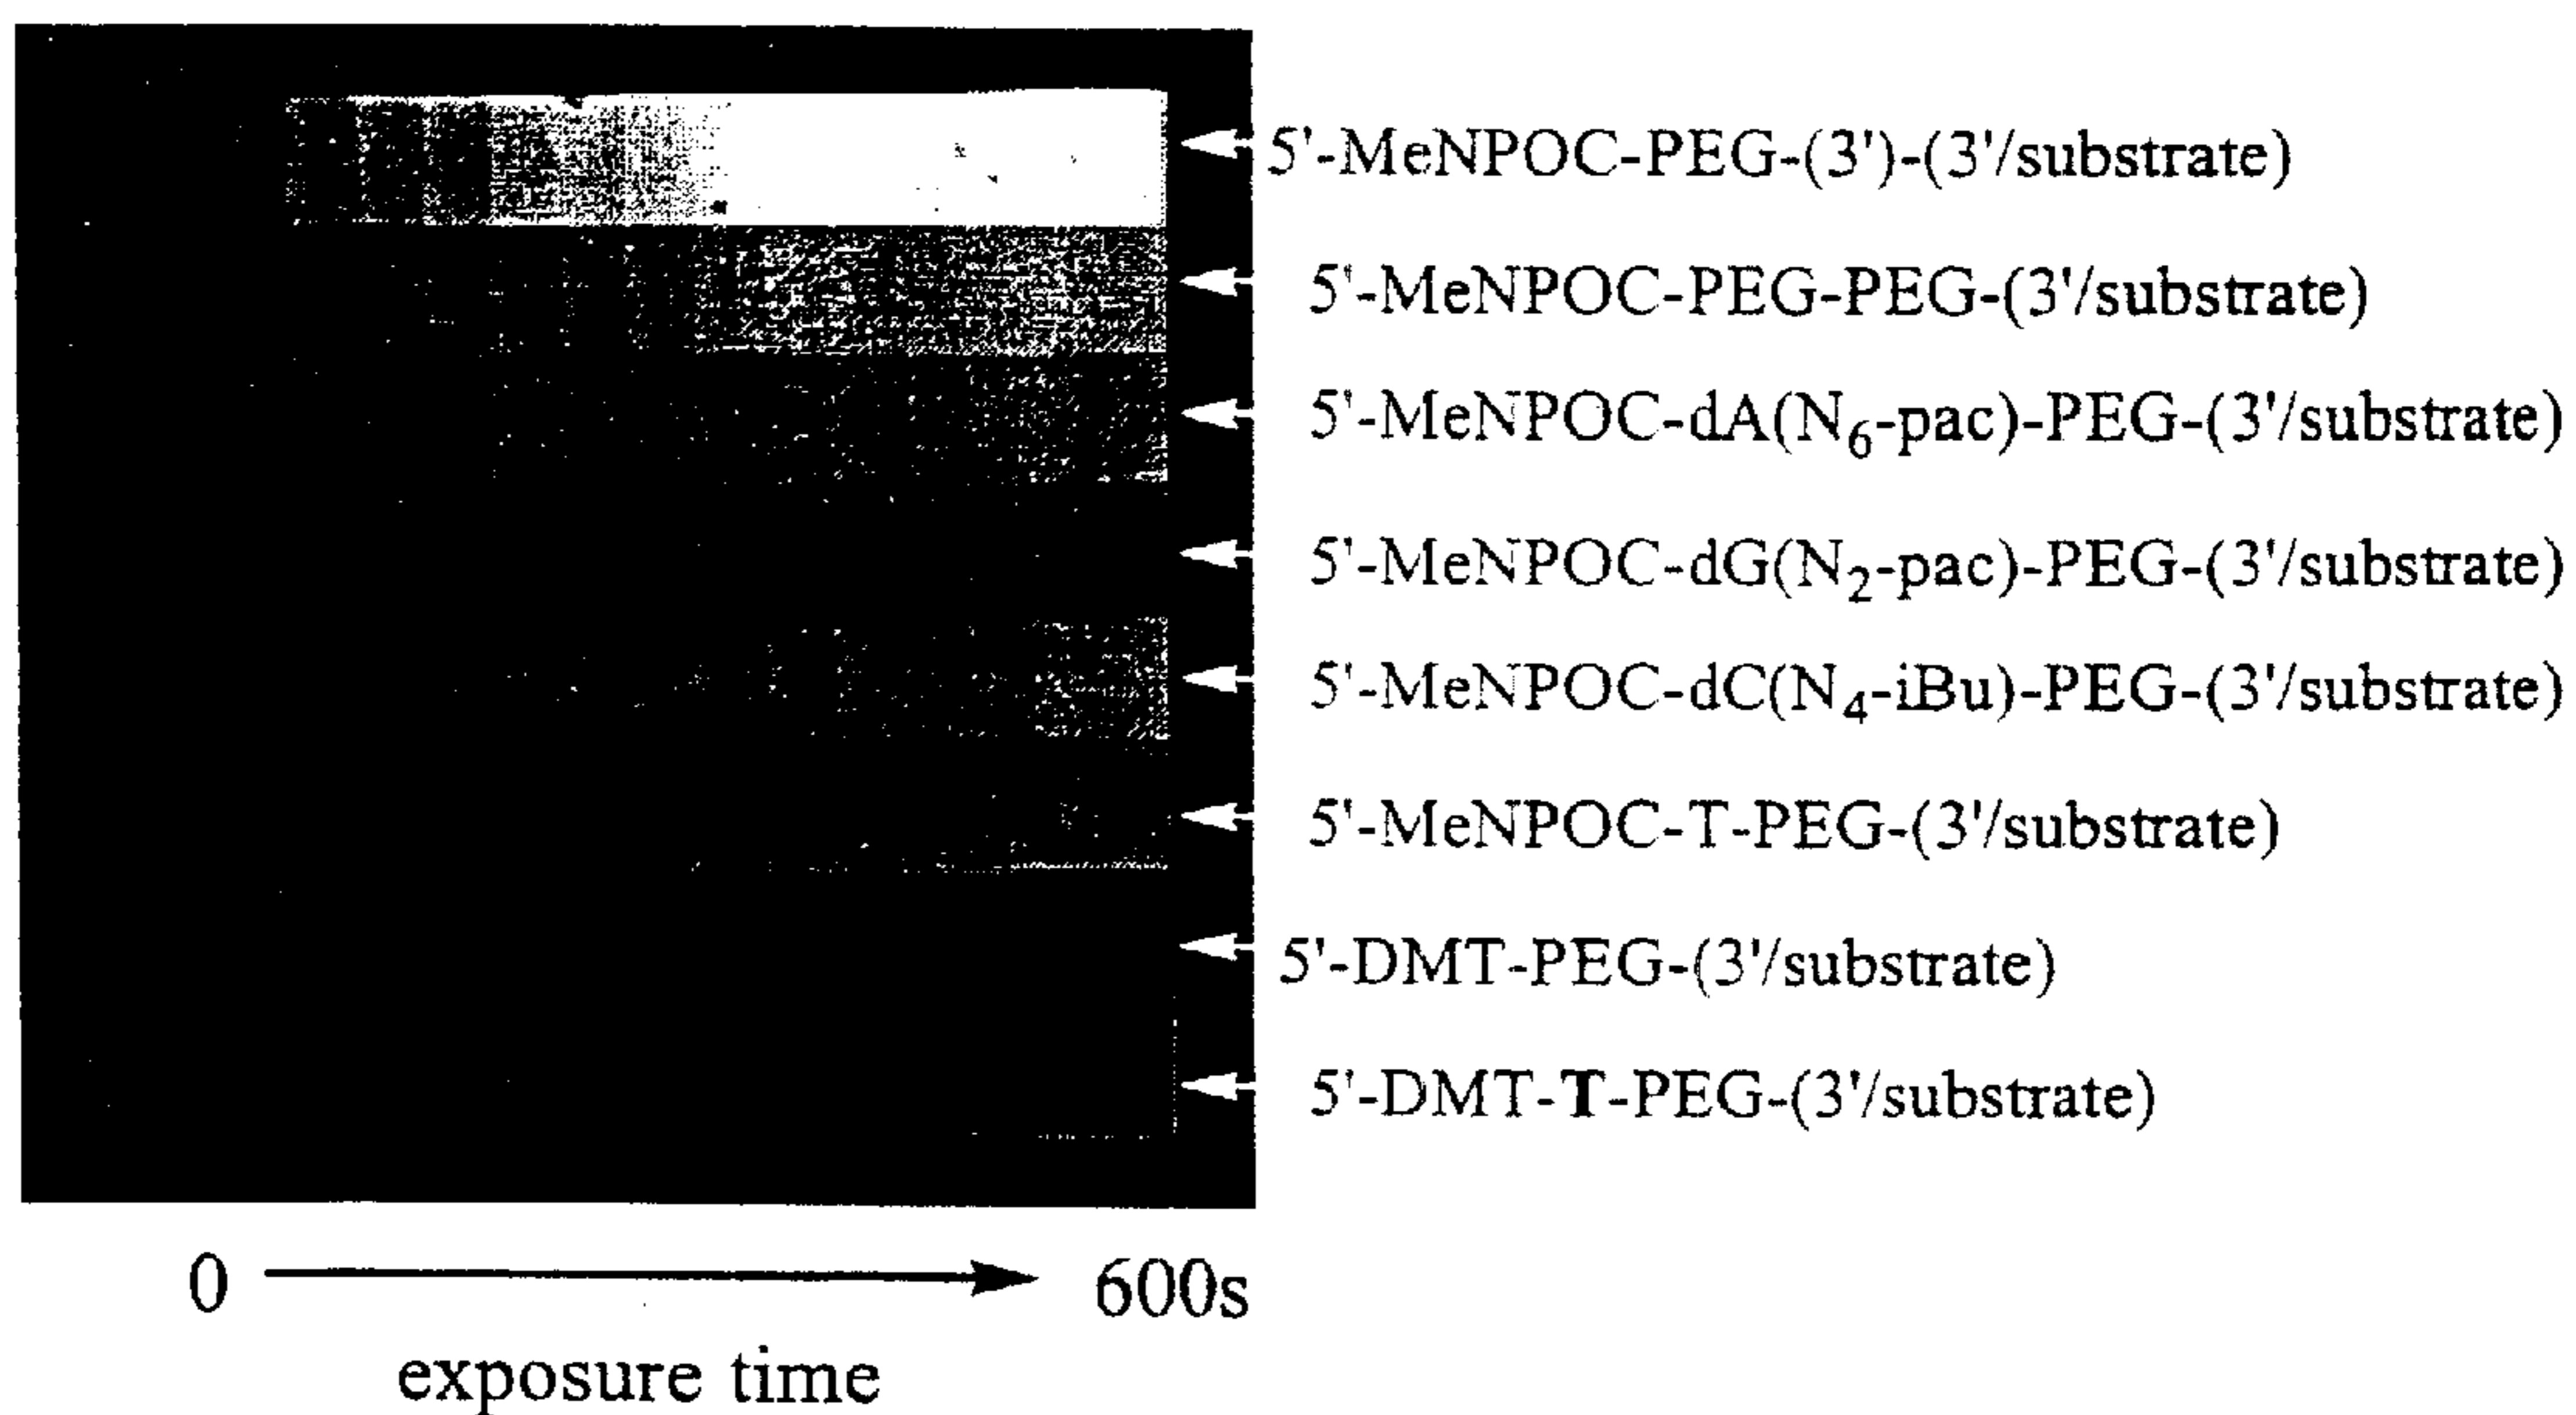 5'-MeNPOC-PEG-(3')-(3'/substrate)
5'-MeNPOC-PEG-PEG-(3'/substrate)
5'-MeNPOC-dA(N₆-pac)-PEG-(3'/substrate)
5'-MeNPOC-dG(N₂-pac)-PEG-(3'/substrate)
5'-MeNPOC-dC(N₄-iBu)-PEG-(3'/substrate)
5'-MeNPOC-T-PEG-(3'/substrate)
5'-DMT-PEG-(3'/substrate)
5'-DMT-T-PEG-(3'/substrate)
0 600s
exposure time